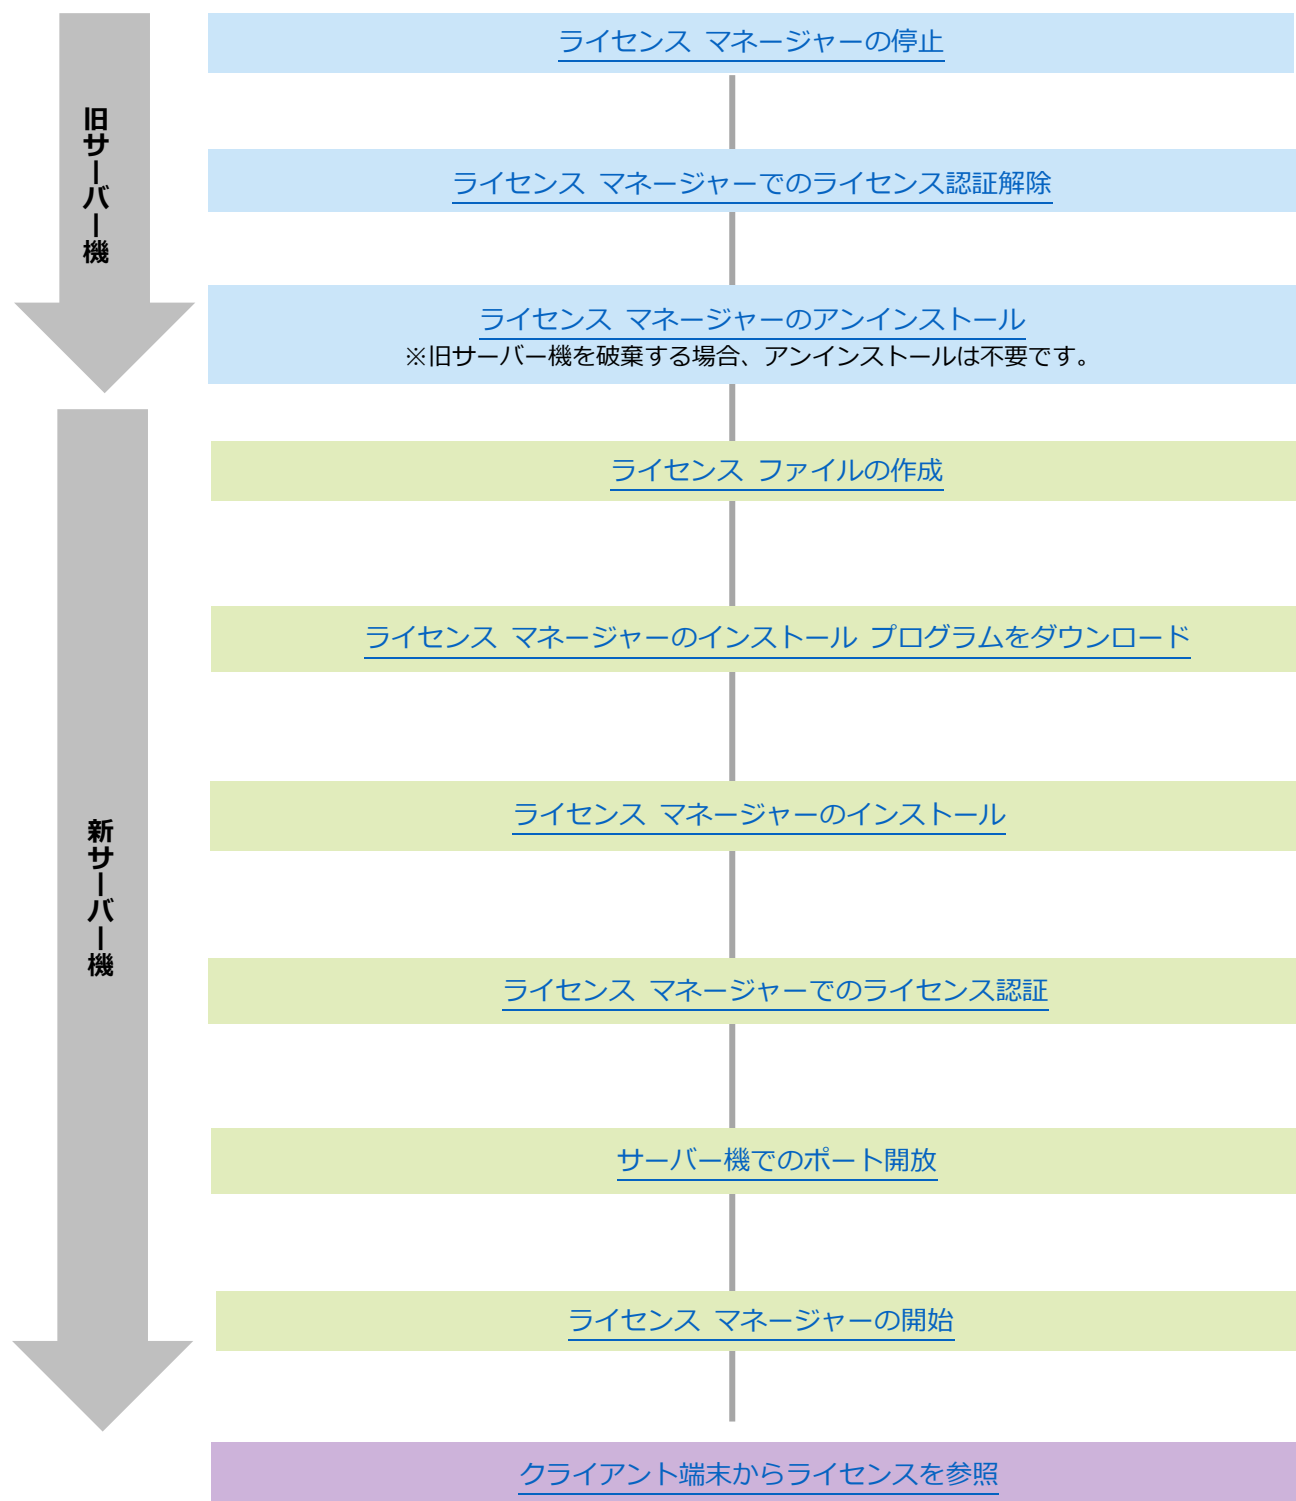 旧サーバー機
ライセンス マネージャーの停止
ライセンス マネージャーでのライセンス認証解除
ライセンス マネージャーのアンインストール
※旧サーバー機を破棄する場合、アンインストールは不要です。
新サーバー機
ライセンス ファイルの作成
ライセンス マネージャーのインストール プログラムをダウンロード
ライセンス マネージャーのインストール
ライセンス マネージャーでのライセンス認証
サーバー機でのポート開放
ライセンス マネージャーの開始
クライアント端末からライセンスを参照